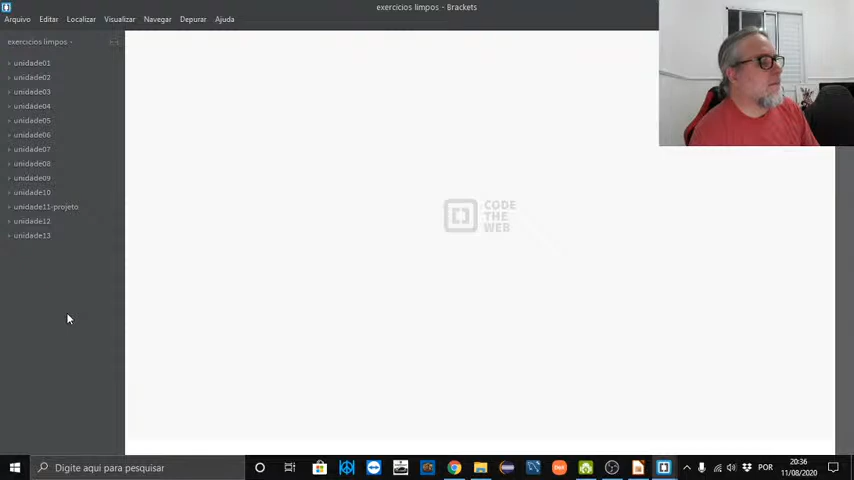 exercicios limpos - Brackets
Arquivo Editar Localizar Visualizar Navegar Depurar Ajuda
exercicios limpos
unidade01
unidade02
unidade03
unidade04
unidade05
unidade06
unidade07
unidade08
unidade09
unidade10
unidade11-projeto
unidade12
unidade13
CODE
THE
WEB
Digite aqui para pesquisar
POR
20:36
11/08/2020